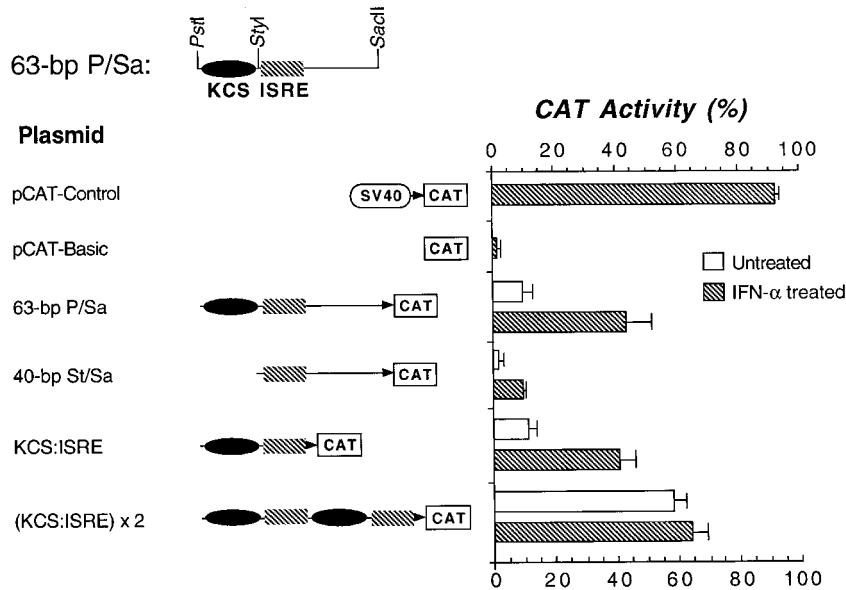 PstI
StyI
SacII
63-bp P/Sa:
KCS ISRE
CAT Activity (%)
Plasmid
0 20 40 60 80 100
pCAT-Control
SV40 CAT
pCAT-Basic
CAT
Untreated
IFN-α treated
63-bp P/Sa
CAT
40-bp St/Sa
CAT
KCS:ISRE
CAT
(KCS:ISRE) x 2
CAT
0 20 40 60 80 100